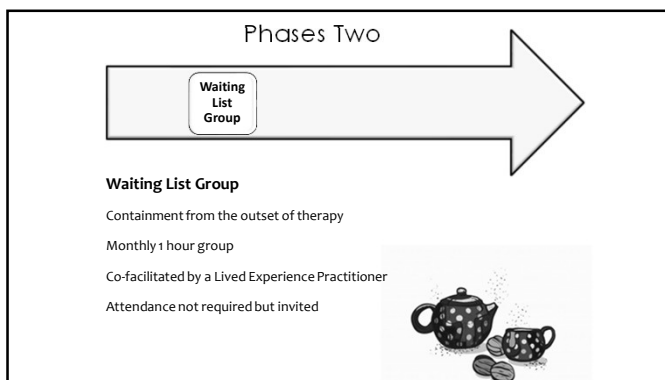 Phases Two
Waiting
List
Group
Waiting List Group
Containment from the outset of therapy
Monthly 1 hour group
Co-facilitated by a Lived Experience Practitioner
Attendance not required but invited